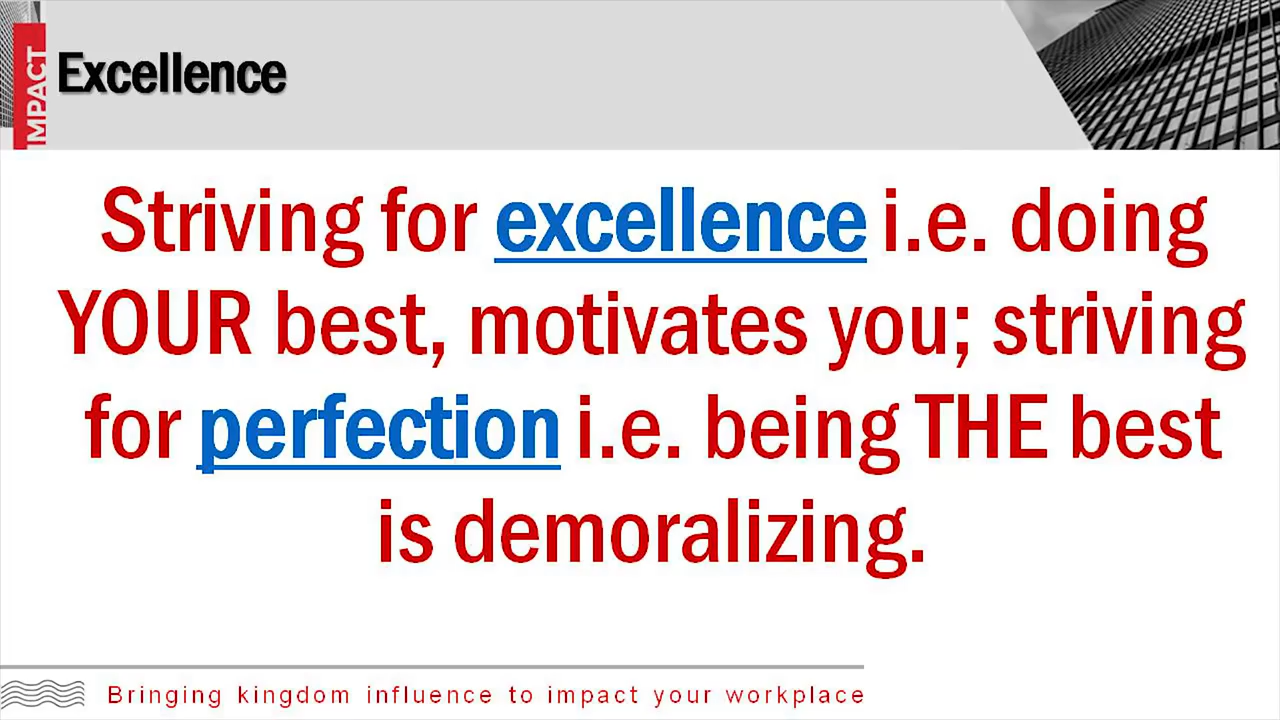 IMPACT
Excellence
Striving for excellence i.e. doing
YOUR best, motivates you; striving
for perfection i.e. being THE best
is demoralizing.
Bringing kingdom influence to impact your workplace